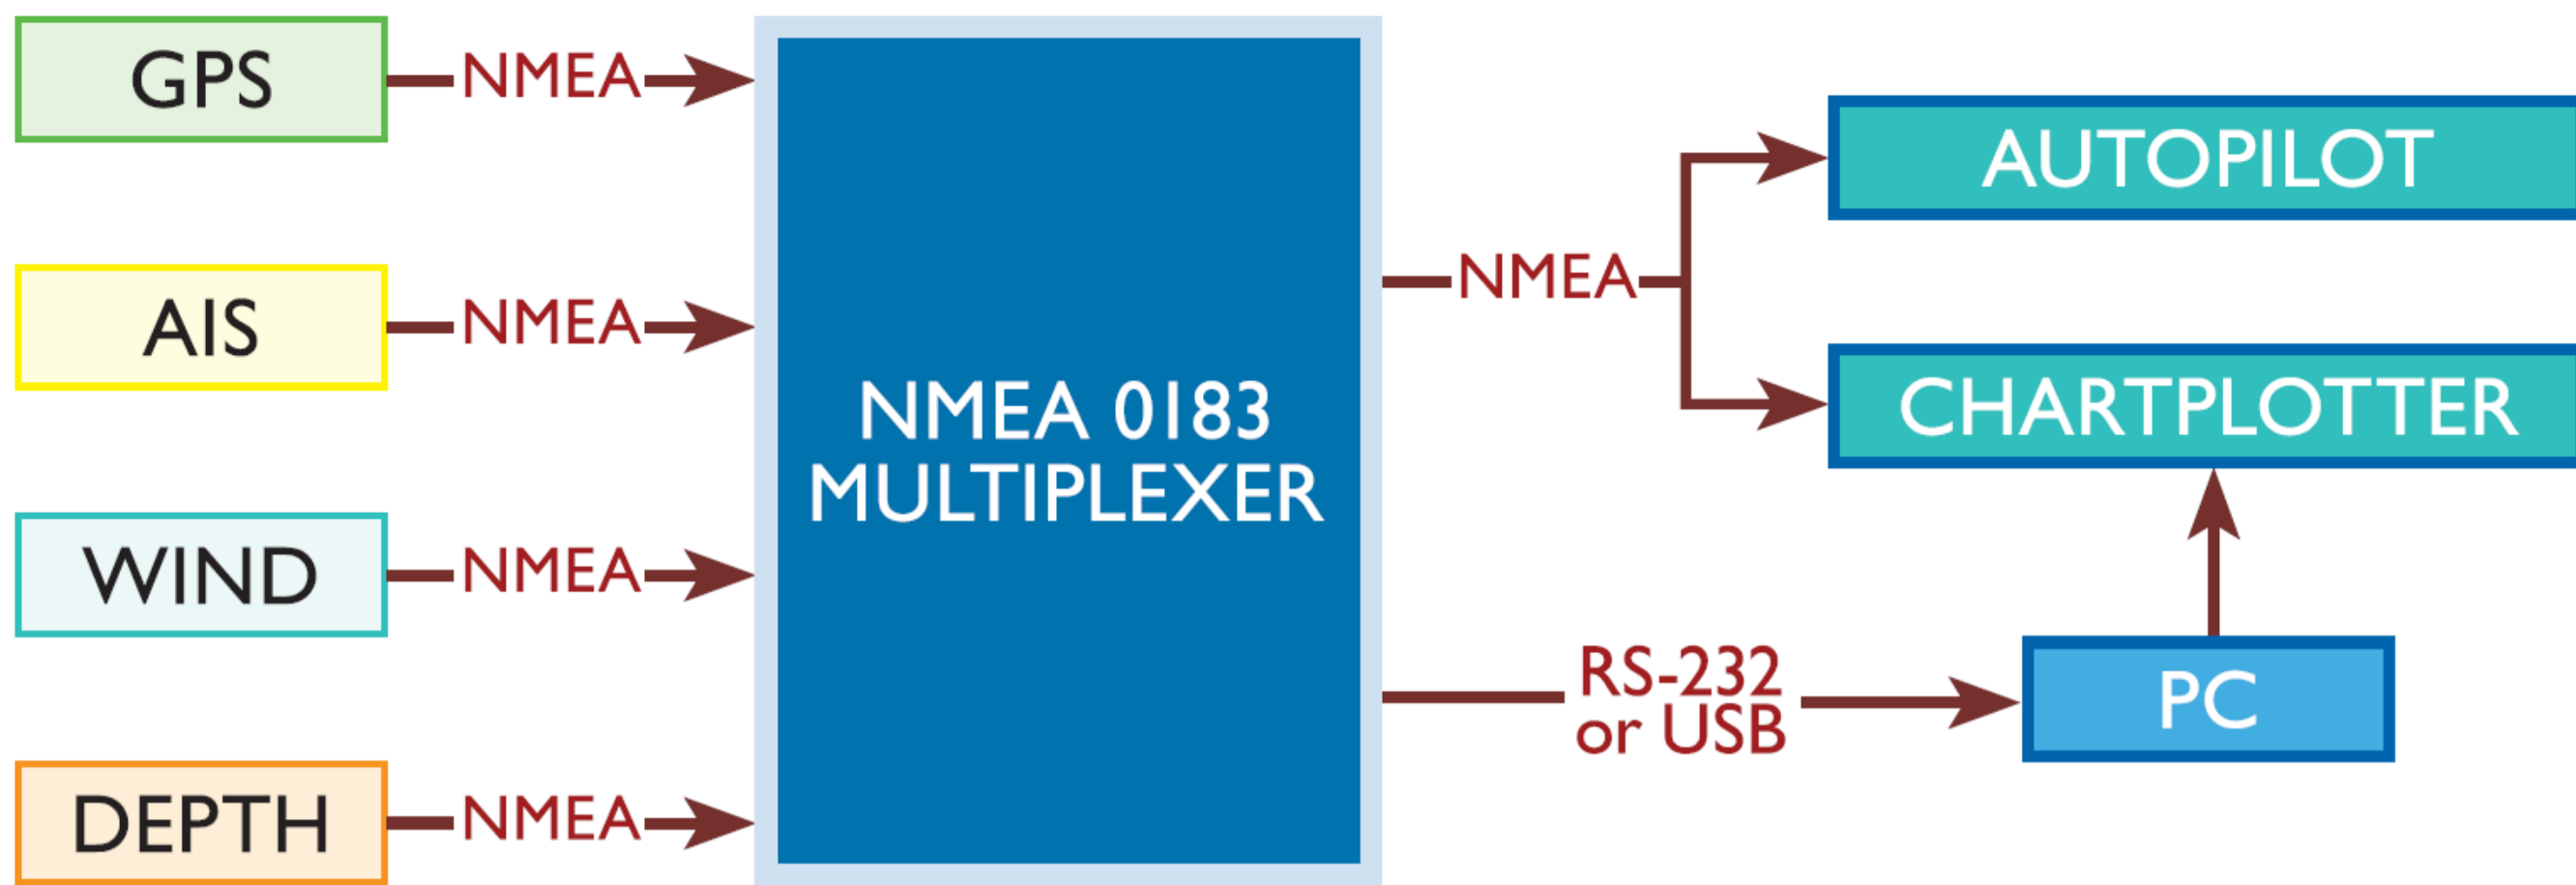 GPS
NMEA
AIS
NMEA
WIND
NMEA
DEPTH
NMEA
NMEA 0183
MULTIPLEXER
NMEA
AUTOPILOT
CHARTPLOTTER
RS-232
or USB
PC